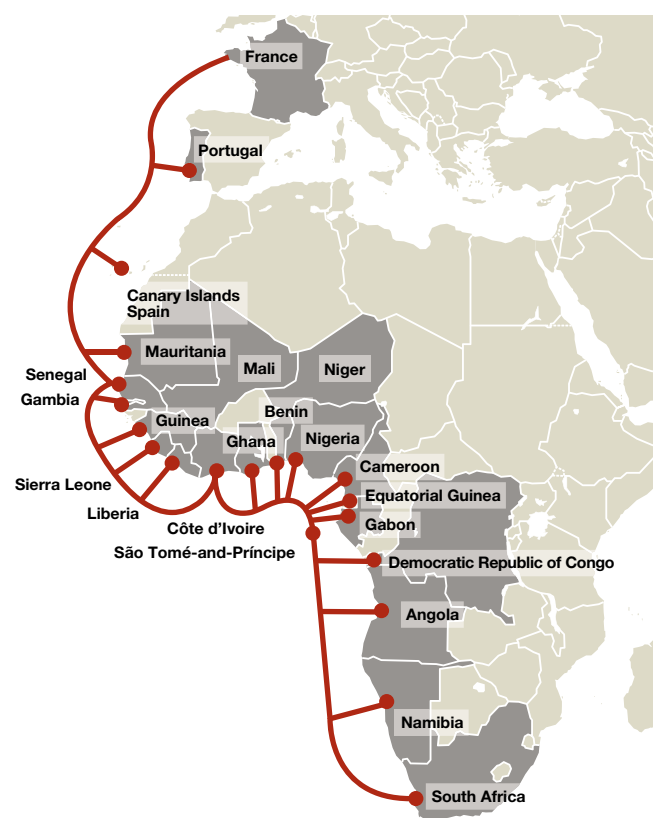 France
Portugal
Canary Islands
Spain
Mauritania
Mali
Niger
Senegal
Gambia
Benin
Guinea
Ghana
Nigeria
Cameroon
Sierra Leone
Equatorial Guinea
Liberia
Gabon
Côte d'Ivoire
São Tomé-and-Príncipe
Democratic Republic of Congo
Angola
Namibia
South Africa